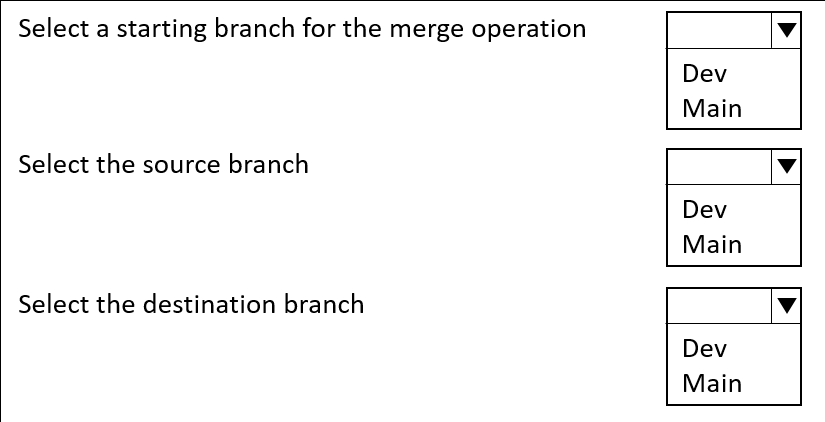 Select a starting branch for the merge operation
Dev
Main
Select the source branch
Dev
Main
Select the destination branch
Dev
Main